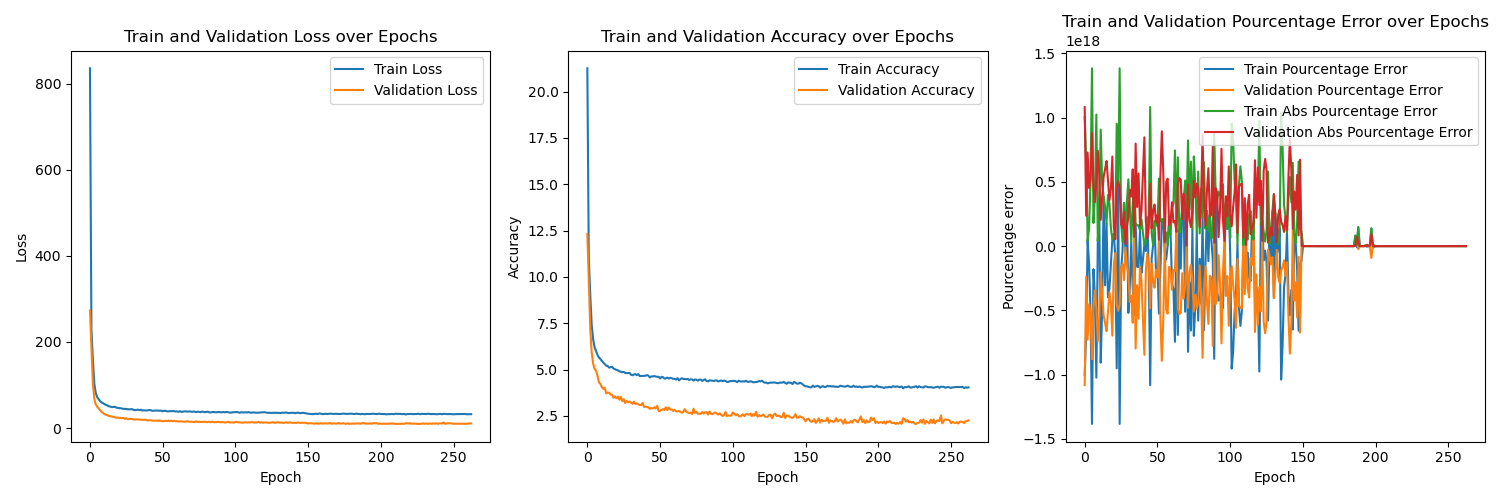 Train and Validation Loss over Epochs
Train Loss
Validation Loss
800
600
400
200
0
Loss
0 50 100 150 200 250
Epoch
Train and Validation Accuracy over Epochs
Train Accuracy
Validation Accuracy
20.0
17.5
15.0
12.5
10.0
7.5
5.0
2.5
Accuracy
0 50 100 150 200 250
Epoch
Train and Validation Pourcentage Error over Epochs
1e18
Train Pourcentage Error
Validation Pourcentage Error
Train Abs Pourcentage Error
Validation Abs Pourcentage Error
1.5
1.0
0.5
0.0
−0.5
−1.0
−1.5
Pourcentage error
0 50 100 150 200 250
Epoch